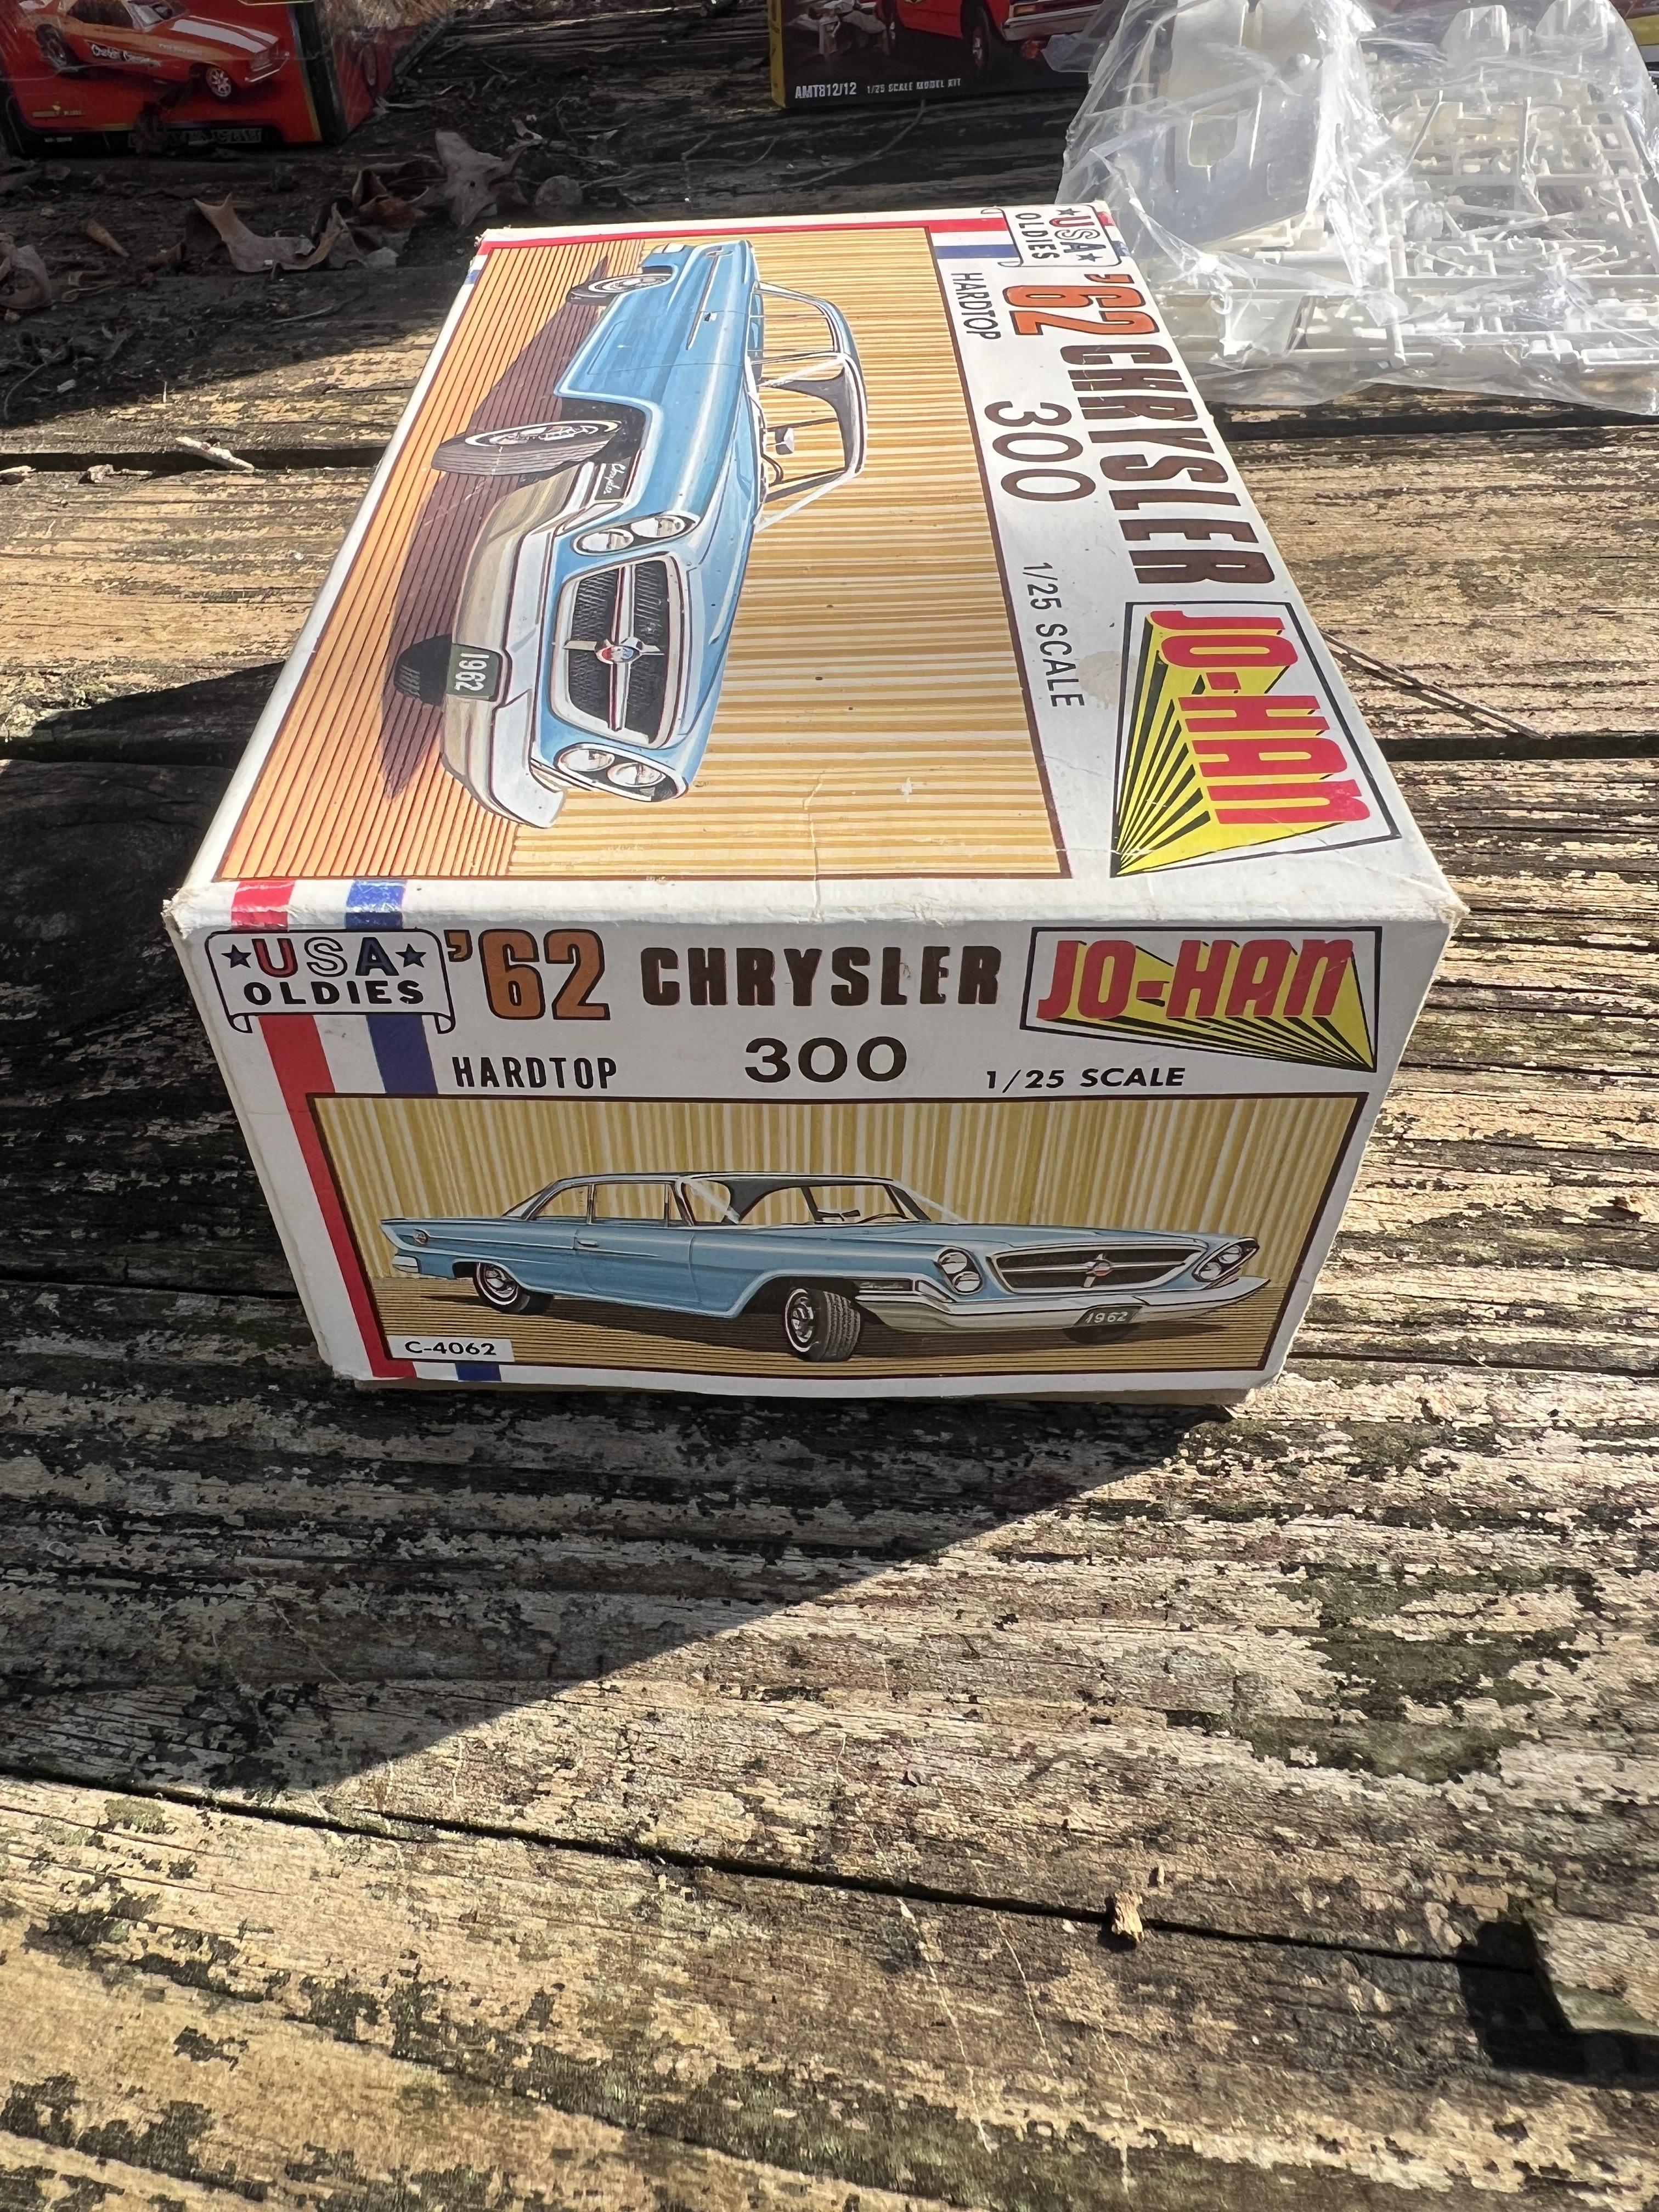 AMT812/12 1/25 SCALE MODEL KIT
USA
OLDIES
'62 CHRYSLER
HARDTOP
300
1/25 SCALE
JO-HAN
Chrysler
1962
USA
OLDIES
'62 CHRYSLER
JO-HAN
HARDTOP
300
1/25 SCALE
1962
C-4062